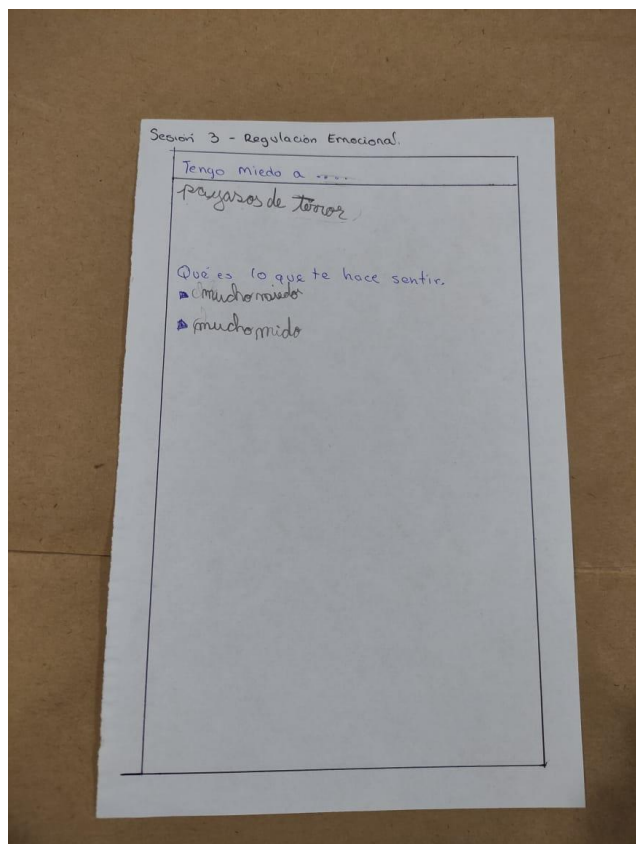 Sesión 3 - Regulación Emocional.
Tengo miedo a ....
payasos de terror
Qué es lo que te hace sentir.
mucho miedo
mucho mido